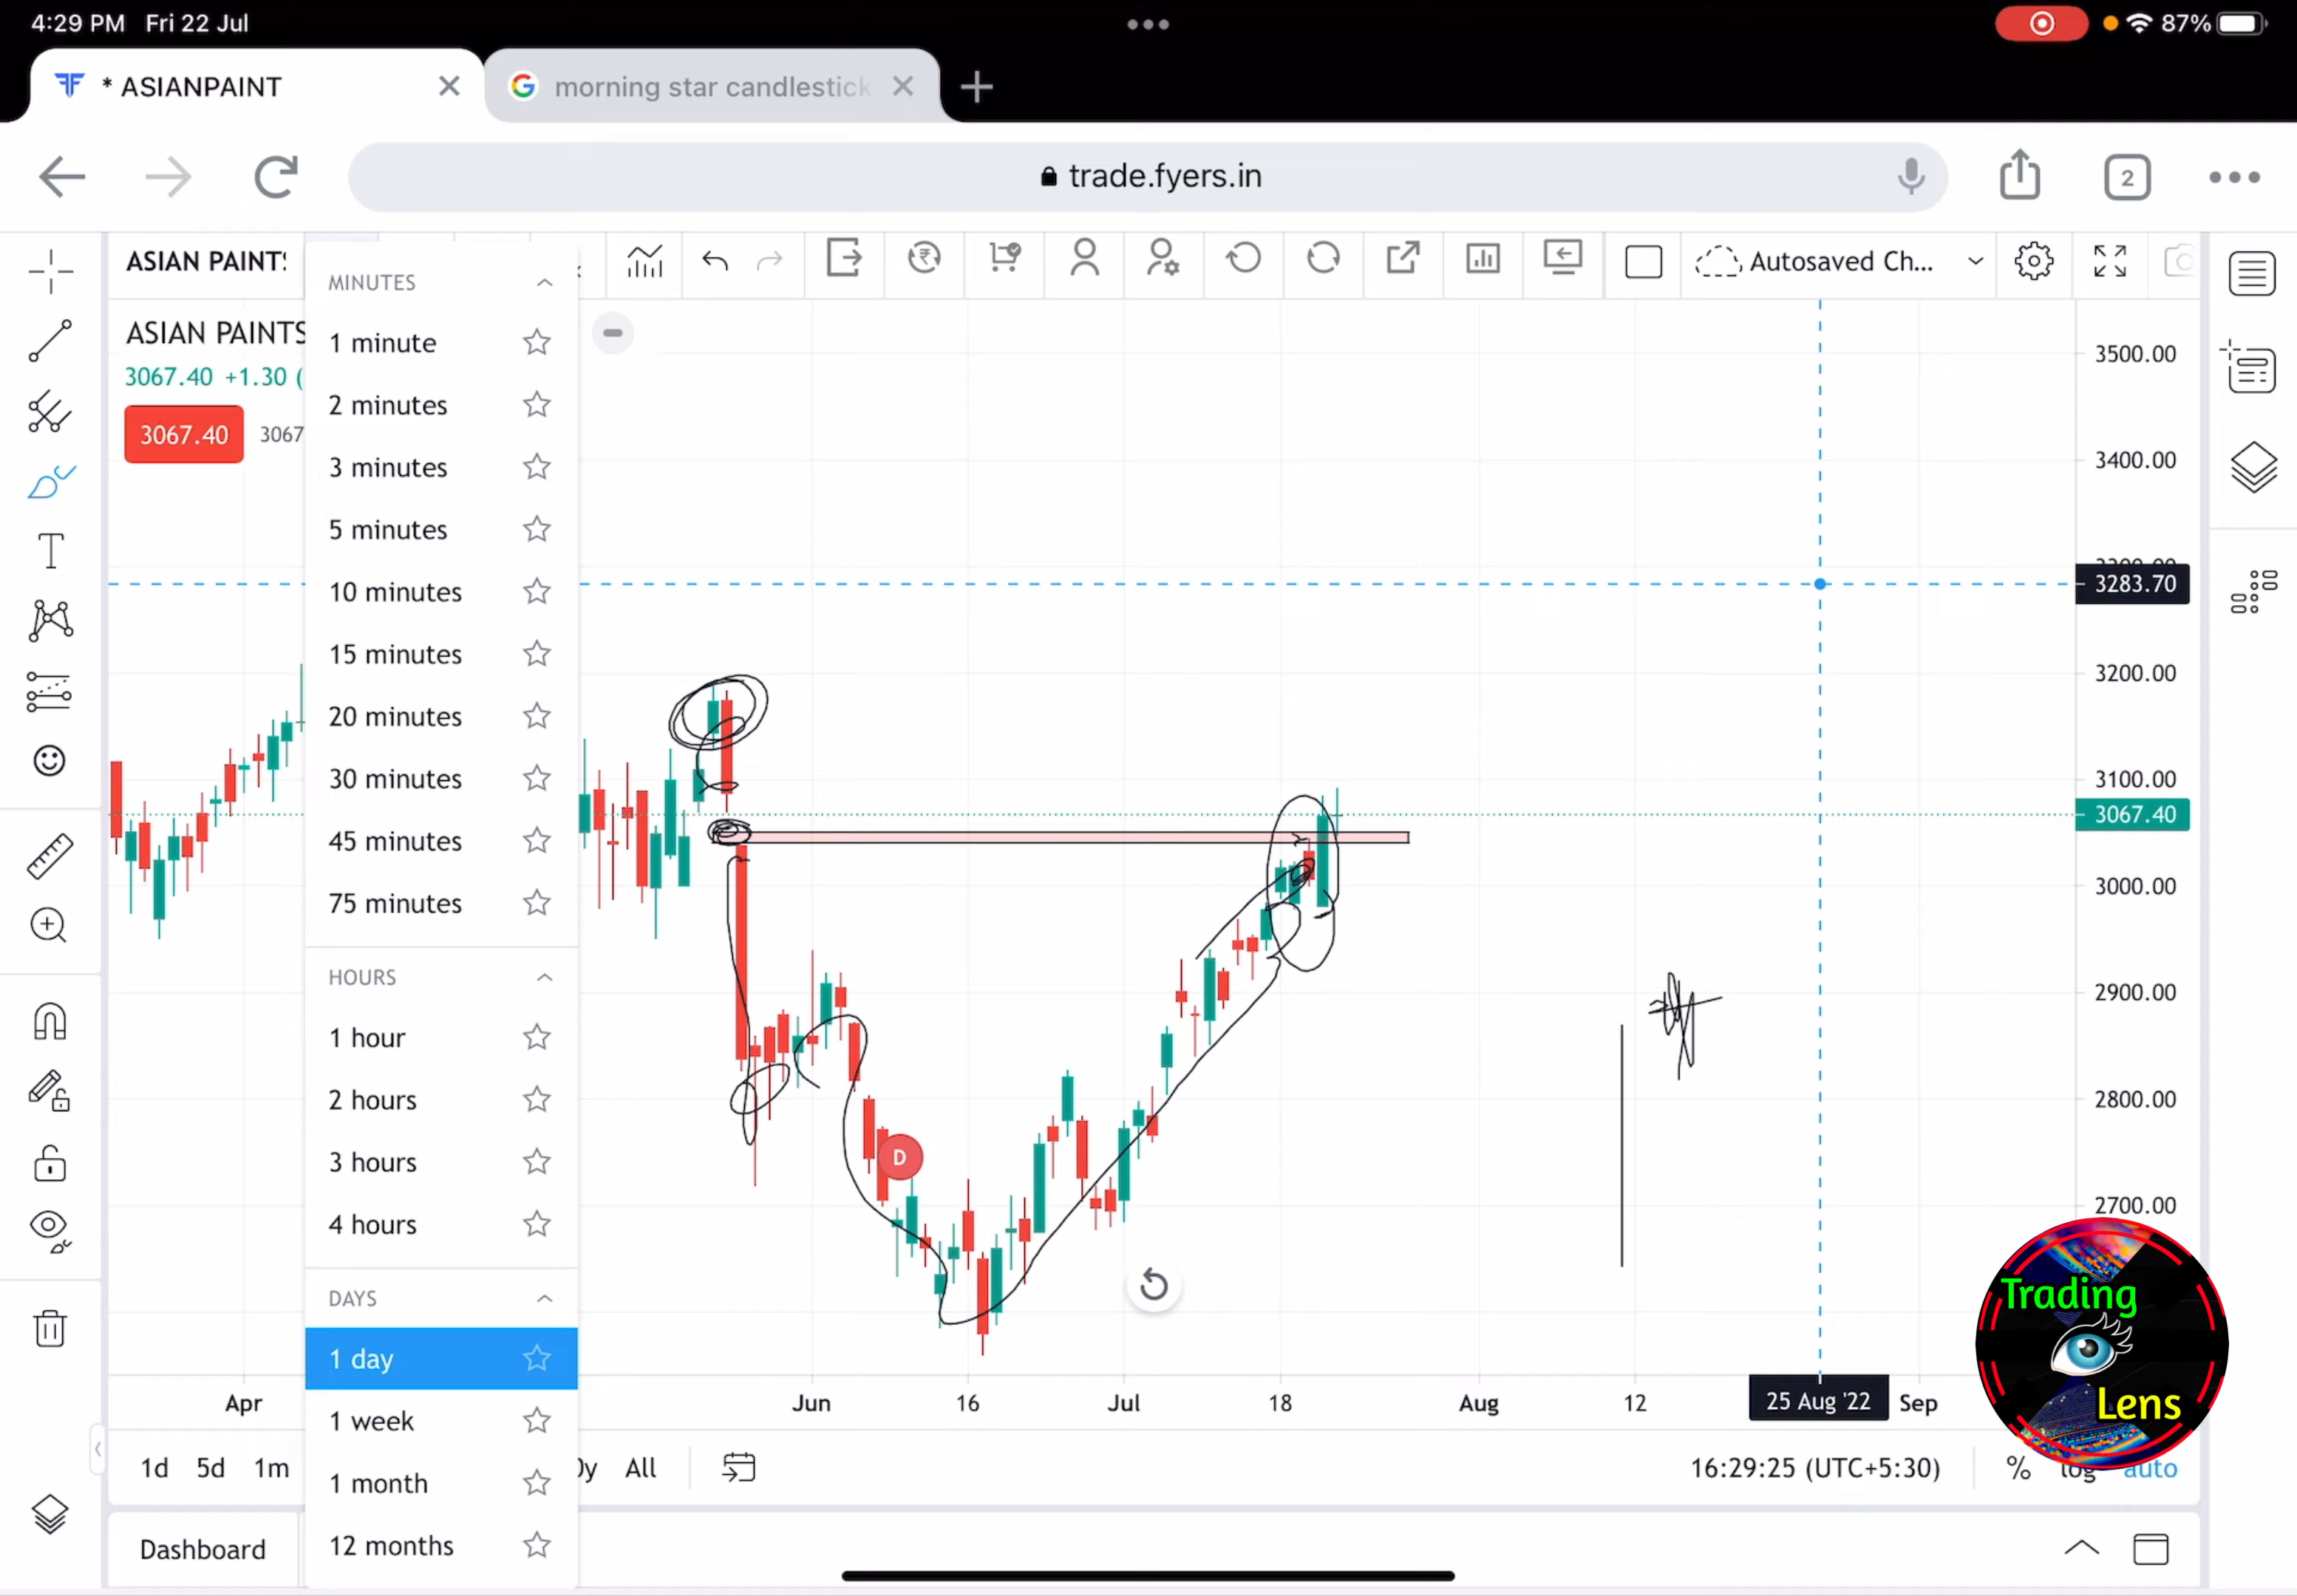 4:29 PM Fri 22 Jul
87%
* ASIANPAINT
morning star candlestick
trade.fyers.in
2
ASIAN PAINTS
Autosaved Ch...
ASIAN PAINTS
3067.40 +1.30 (
3067.40
3067
MINUTES
1 minute
2 minutes
3 minutes
5 minutes
10 minutes
15 minutes
20 minutes
30 minutes
45 minutes
75 minutes
HOURS
1 hour
2 hours
3 hours
4 hours
DAYS
1 day
1 week
1 month
12 months
3500.00
3400.00
3283.70
3200.00
3100.00
3067.40
3000.00
2900.00
2800.00
2700.00
D
Apr
Jun
16
Jul
18
Aug
12
25 Aug '22
Sep
Trading
Lens
1d 5d 1m
y All
16:29:25 (UTC+5:30)
% log auto
Dashboard